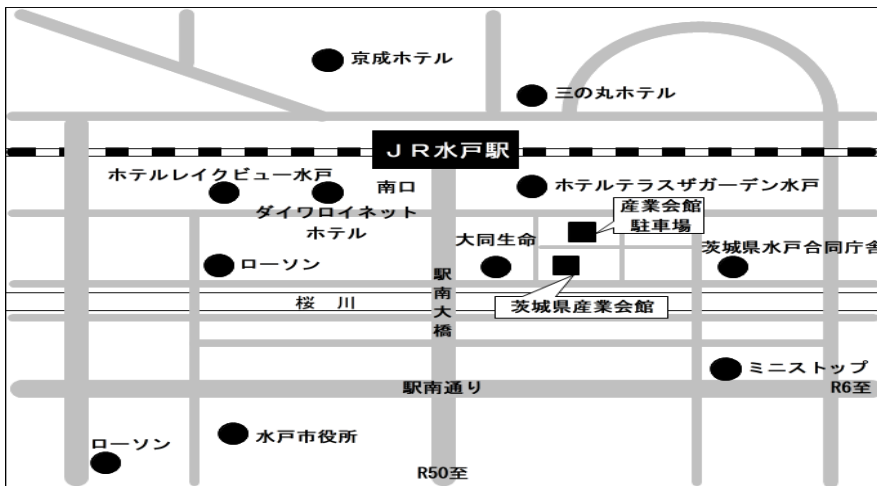 京成ホテル
三の丸ホテル
JR水戸駅
ホテルレイクビュー水戸
南口
ホテルテラスザガーデン水戸
ダイワロイネット
ホテル
産業会館
駐車場
大同生命
茨城県水戸合同庁舎
ローソン
駅南大橋
桜川
茨城県産業会館
ミニストップ
駅南通り
R6至
水戸市役所
ローソン
R50至